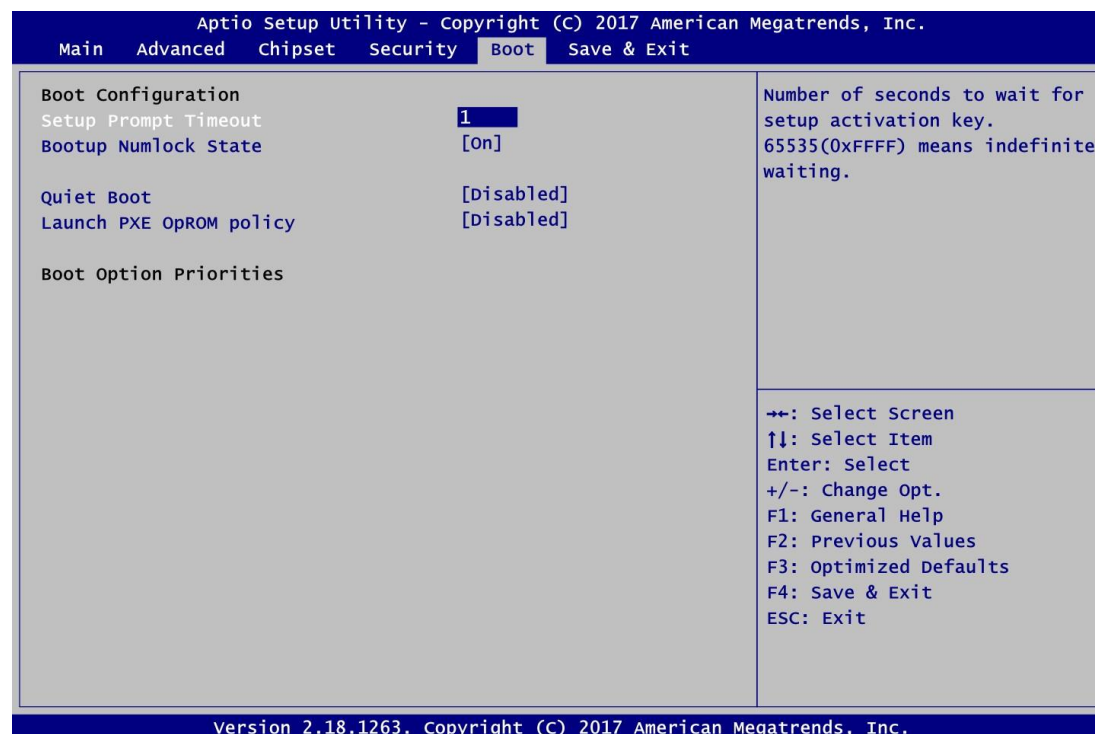 Aptio Setup Utility - Copyright (C) 2017 American Megatrends, Inc.
Main Advanced Chipset Security Boot Save & Exit
Boot Configuration
Setup Prompt Timeout 1
Bootup Numlock State [On]
Quiet Boot [Disabled]
Launch PXE OpROM policy [Disabled]
Boot Option Priorities
Number of seconds to wait for
setup activation key.
65535(0xFFFF) means indefinite
waiting.
→←: Select Screen
↑↓: Select Item
Enter: Select
+/-: Change Opt.
F1: General Help
F2: Previous Values
F3: Optimized Defaults
F4: Save & Exit
ESC: Exit
Version 2.18.1263. Copyright (C) 2017 American Megatrends, Inc.